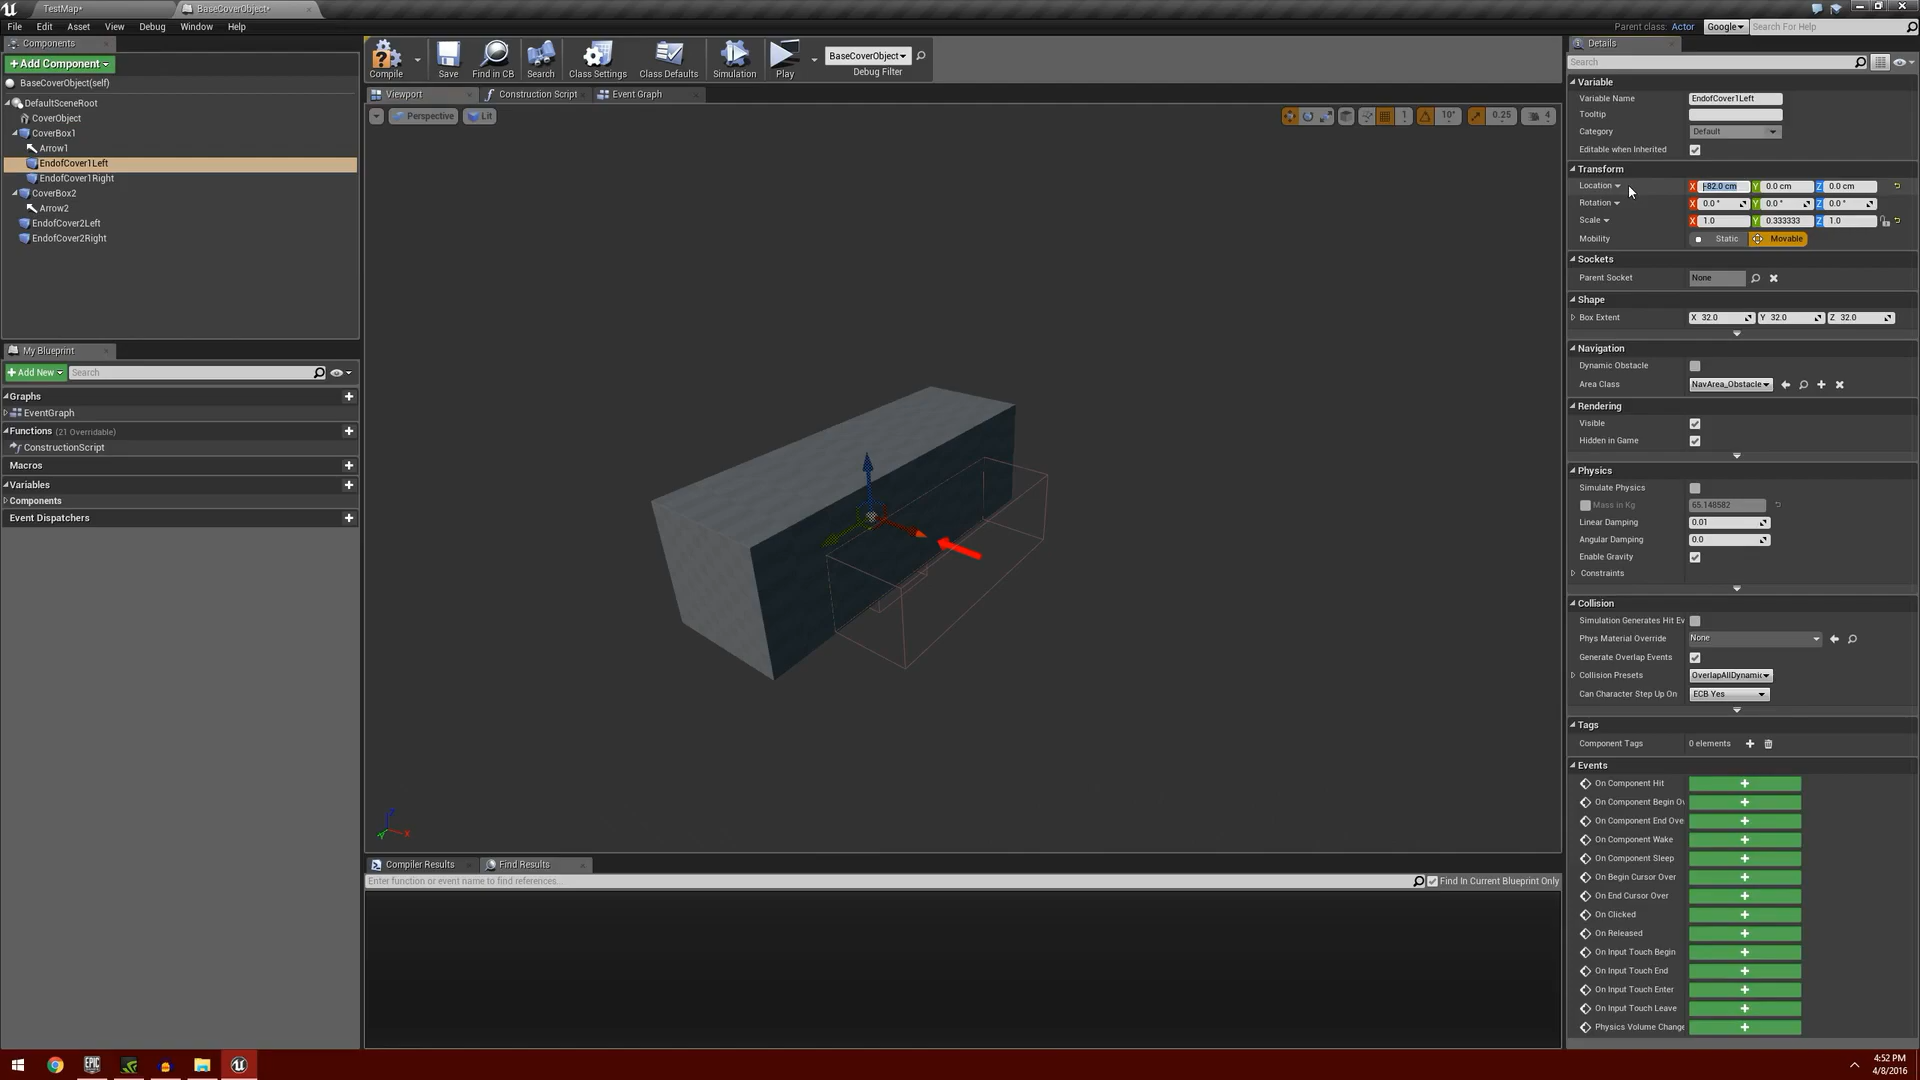 TestMap*
BaseCoverObject*
File Edit Asset View Debug Window Help
Parent class: Actor Google Search For Help
Components
+Add Component
BaseCoverObject(self)
DefaultSceneRoot
CoverObject
CoverBox1
Arrow1
EndofCover1Left
EndofCover1Right
CoverBox2
Arrow2
EndofCover2Left
EndofCover2Right
My Blueprint
+Add New Search
Graphs
EventGraph
Functions (21 Overridable)
ConstructionScript
Macros
Variables
Components
Event Dispatchers
Compile Save Find in CB Search Class Settings Class Defaults Simulation Play
BaseCoverObject
Debug Filter
Viewport Construction Script Event Graph
Perspective Lit
1 10° 0.25 4
Z
Y X
Compiler Results Find Results
Enter function or event name to find references...
Find In Current Blueprint Only
Details
Search
Variable
Variable Name EndofCover1Left
Tooltip
Category Default
Editable when Inherited
Transform
Location X -82.0 cm Y 0.0 cm Z 0.0 cm
Rotation X 0.0 ° Y 0.0 ° Z 0.0 °
Scale X 1.0 Y 0.333333 Z 1.0
Mobility Static Movable
Sockets
Parent Socket None
Shape
Box Extent X 32.0 Y 32.0 Z 32.0
Navigation
Dynamic Obstacle
Area Class NavArea_Obstacle
Rendering
Visible
Hidden in Game
Physics
Simulate Physics
Mass in Kg 65.148582
Linear Damping 0.01
Angular Damping 0.0
Enable Gravity
Constraints
Collision
Simulation Generates Hit Ev
Phys Material Override None
Generate Overlap Events
Collision Presets OverlapAllDynamic
Can Character Step Up On ECB Yes
Tags
Component Tags 0 elements
Events
On Component Hit
On Component Begin Ov
On Component End Ove
On Component Wake
On Component Sleep
On Begin Cursor Over
On End Cursor Over
On Clicked
On Released
On Input Touch Begin
On Input Touch End
On Input Touch Enter
On Input Touch Leave
Physics Volume Change
EPIC
4:52 PM
4/8/2016